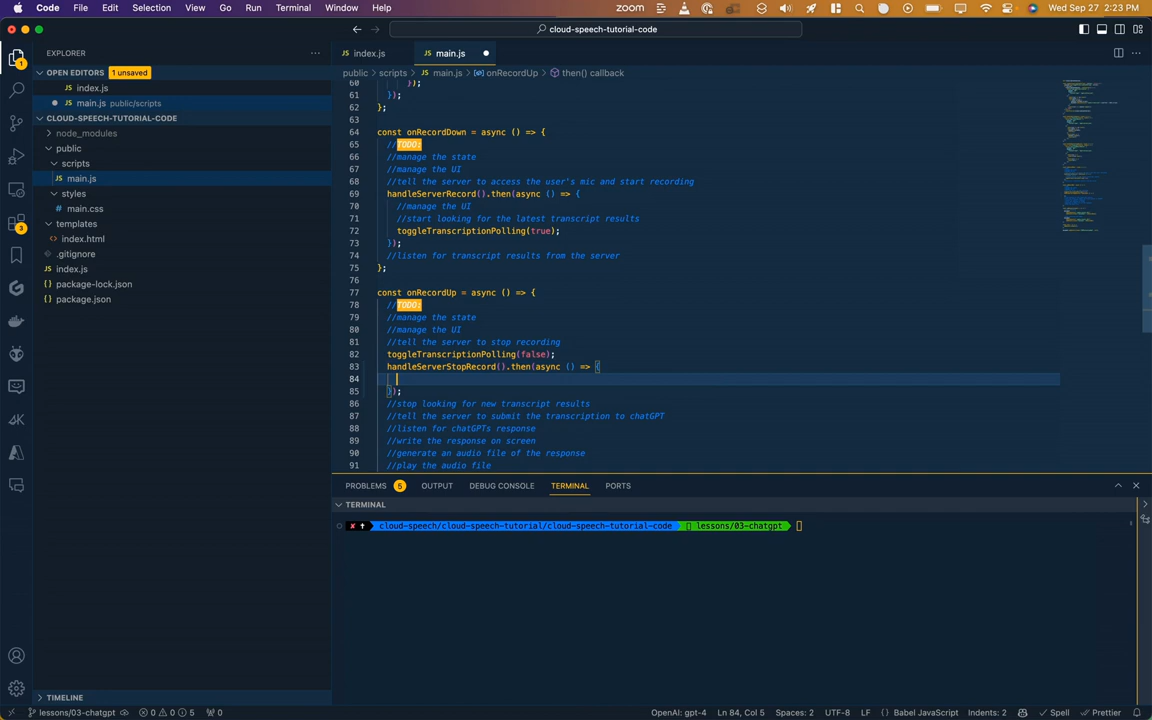 Code File Edit Selection View Go Run Terminal Window Help zoom Wed Sep 27 2:23 PM
cloud-speech-tutorial-code
EXPLORER
index.js
main.js
OPEN EDITORS 1 unsaved
public > scripts > main.js > onRecordUp > then() callback
index.js
main.js public/scripts
CLOUD-SPEECH-TUTORIAL-CODE
node_modules
public
scripts
main.js
styles
main.css
templates
index.html
.gitignore
index.js
package-lock.json
package.json
TIMELINE
1
3
60 });
61 });
62 };
63
64 const onRecordDown = async () => {
65 //TODO:
66 //manage the state
67 //manage the UI
68 //tell the server to access the user's mic and start recording
69 handleServerRecord().then(async () => {
70 //manage the UI
71 //start looking for the latest transcript results
72 toggleTranscriptionPolling(true);
73 });
74 //listen for transcript results from the server
75 };
76
77 const onRecordUp = async () => {
78 //TODO:
79 //manage the state
80 //manage the UI
81 //tell the server to stop recording
82 toggleTranscriptionPolling(false);
83 handleServerStopRecord().then(async () => {
84
85 });
86 //stop looking for new transcript results
87 //tell the server to submit the transcription to chatGPT
88 //listen for chatGPTs response
89 //write the response on screen
90 //generate an audio file of the response
91 //play the audio file
PROBLEMS 5 OUTPUT DEBUG CONSOLE TERMINAL PORTS
TERMINAL
cloud-speech/cloud-speech-tutorial/cloud-speech-tutorial-code lessons/03-chatgpt
lessons/03-chatgpt 0 0 5 0 OpenAI: gpt-4 Ln 84, Col 5 Spaces: 2 UTF-8 LF {} Babel JavaScript Indents: 2 Spell Prettier